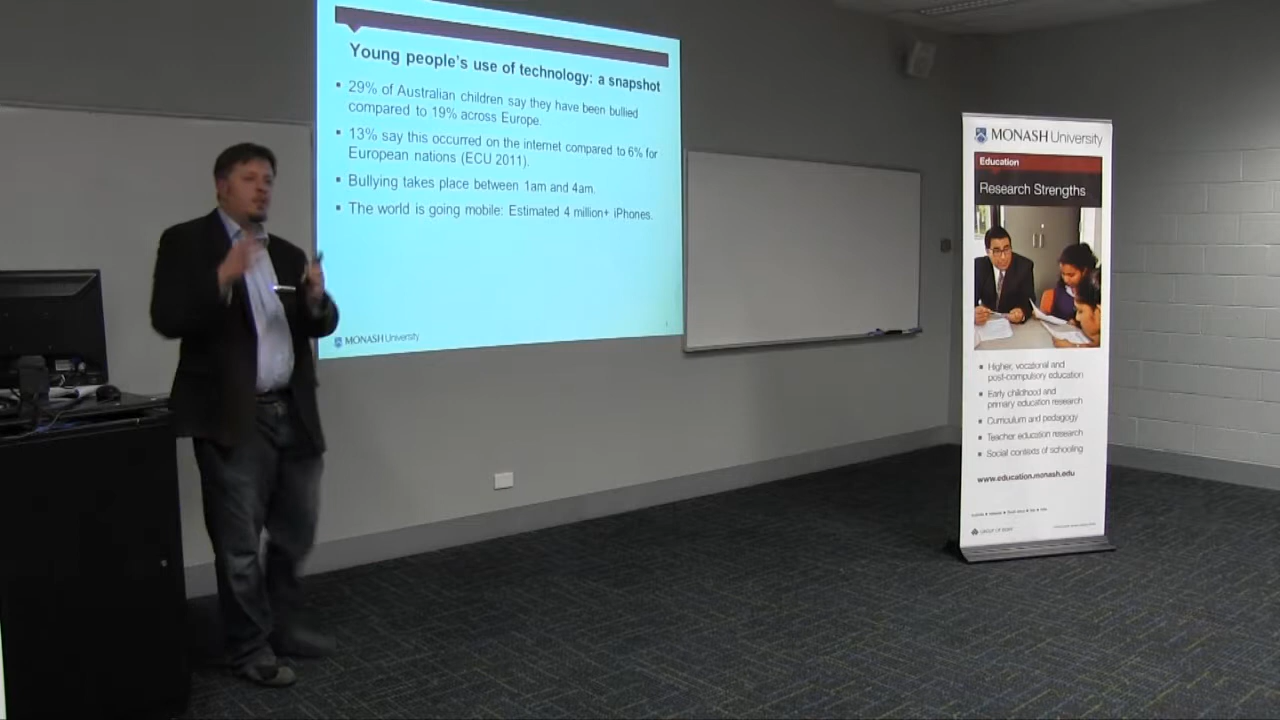 Young people's use of technology: a snapshot
29% of Australian children say they have been bullied
compared to 19% across Europe.
13% say this occurred on the internet compared to 6% for
European nations (ECU 2011).
Bullying takes place between 1am and 4am.
The world is going mobile: Estimated 4 million+ iPhones.
MONASH University
MONASH University
Education
Research Strengths
Higher, vocational and
post-compulsory education
Early childhood and
primary education research
Curriculum and pedagogy
Teacher education research
Social contexts of schooling
www.education.monash.edu